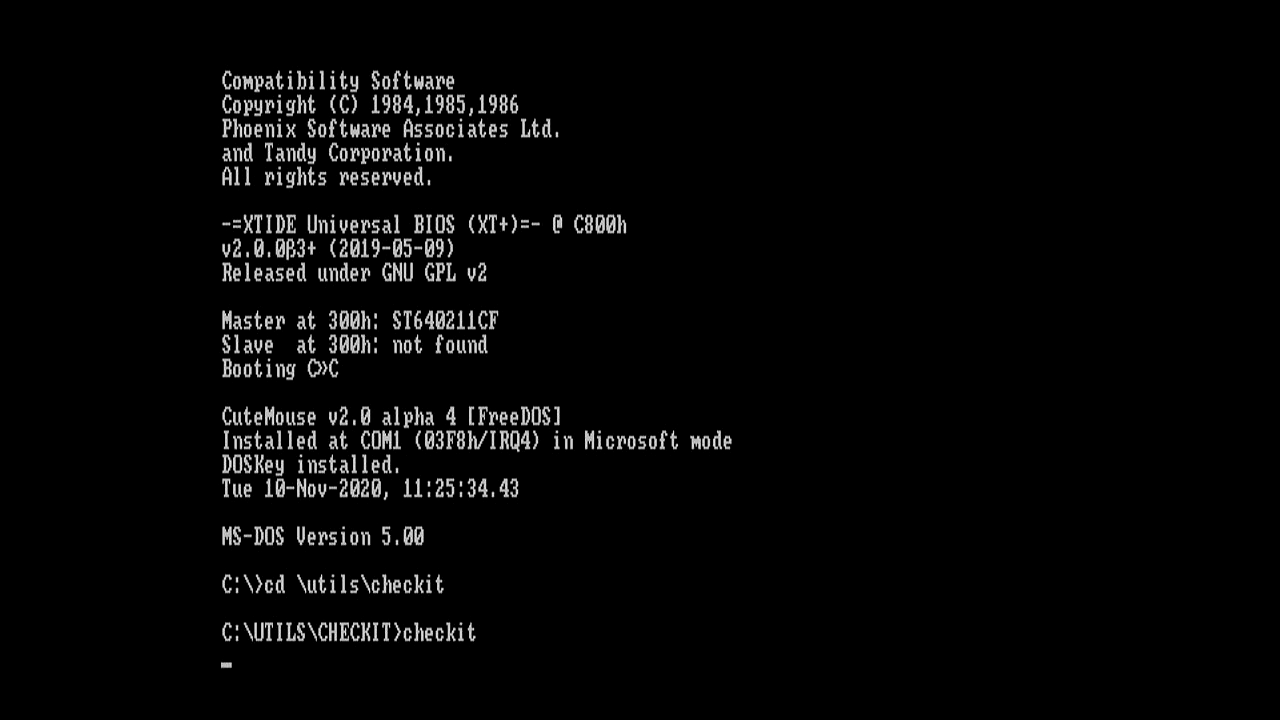 Compatibility Software
Copyright (C) 1984,1985,1986
Phoenix Software Associates Ltd.
and Tandy Corporation.
All rights reserved.
-=XTIDE Universal BIOS (XT+)=- @ C800h
v2.0.0β3+ (2019-05-09)
Released under GNU GPL v2
Master at 300h: ST640211CF
Slave  at 300h: not found
Booting C»C
CuteMouse v2.0 alpha 4 [FreeDOS]
Installed at COM1 (03F8h/IRQ4) in Microsoft mode
DOSKey installed.
Tue 10-Nov-2020, 11:25:34.43
MS-DOS Version 5.00
C:\>cd \utils\checkit
C:\UTILS\CHECKIT>checkit